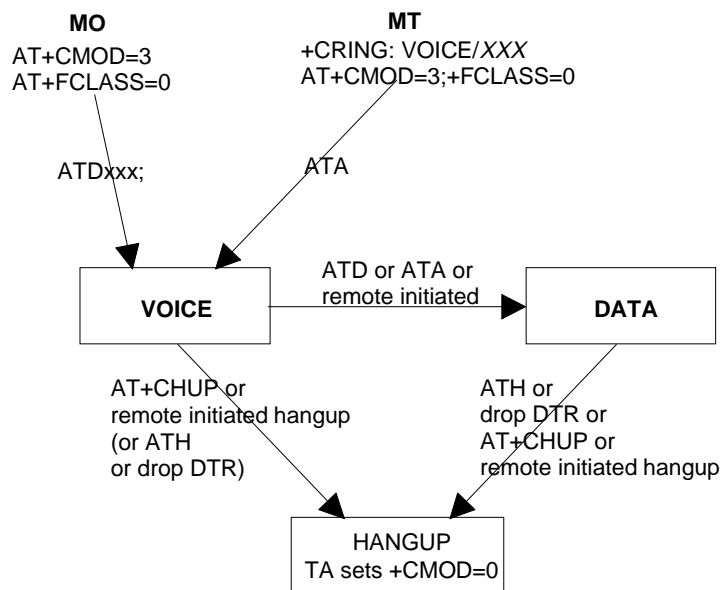 MO
AT+CMOD=3
AT+FCLASS=0
MT
+CRING: VOICE/XXX
AT+CMOD=3;+FCLASS=0
ATDxxx;
ATA
VOICE
ATD or ATA or
remote initiated
DATA
AT+CHUP or
remote initiated hangup
(or ATH
or drop DTR)
ATH or
drop DTR or
AT+CHUP or
remote initiated hangup
HANGUP
TA sets +CMOD=0